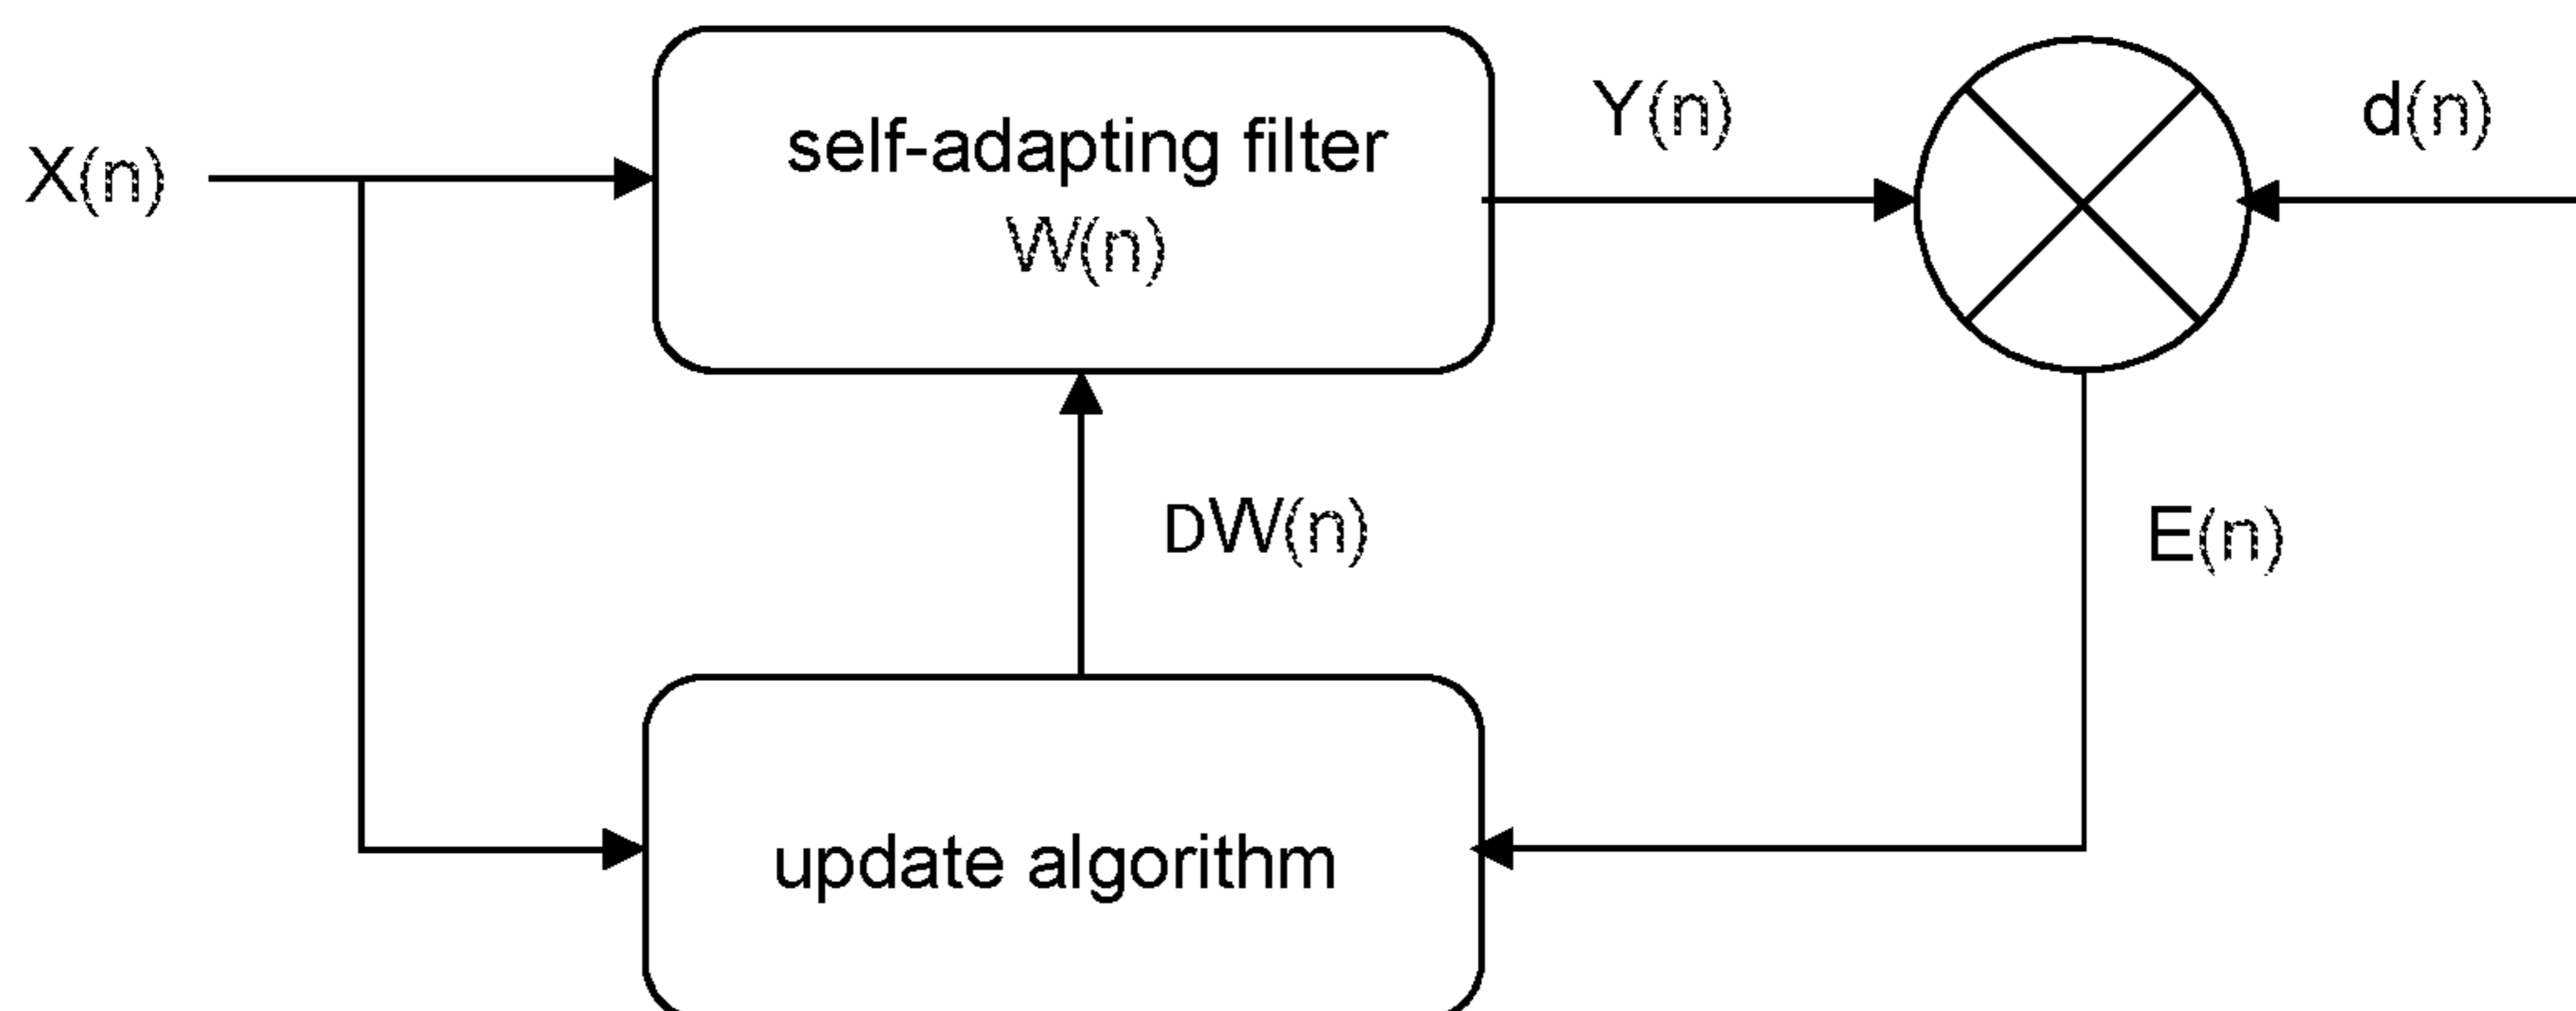 X(n)
self-adapting filter
W(n)
Y(n)
d(n)
DW(n)
E(n)
update algorithm